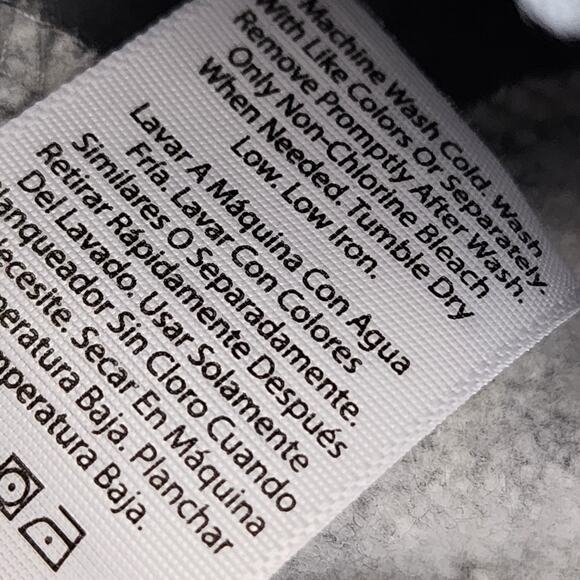 Machine Wash Cold. Wash
With Like Colors Or Separately.
Remove Promptly After Wash.
Only Non-Chlorine Bleach
When Needed. Tumble Dry
Low. Low Iron.
Lavar A Máquina Con Agua
Fría. Lavar Con Colores
Similares O Separadamente.
Retirar Rápidamente Después
Del Lavado. Usar Solamente
Blanqueador Sin Cloro Cuando
Necesite. Secar En Máquina
Baja. Planchar
Baja.